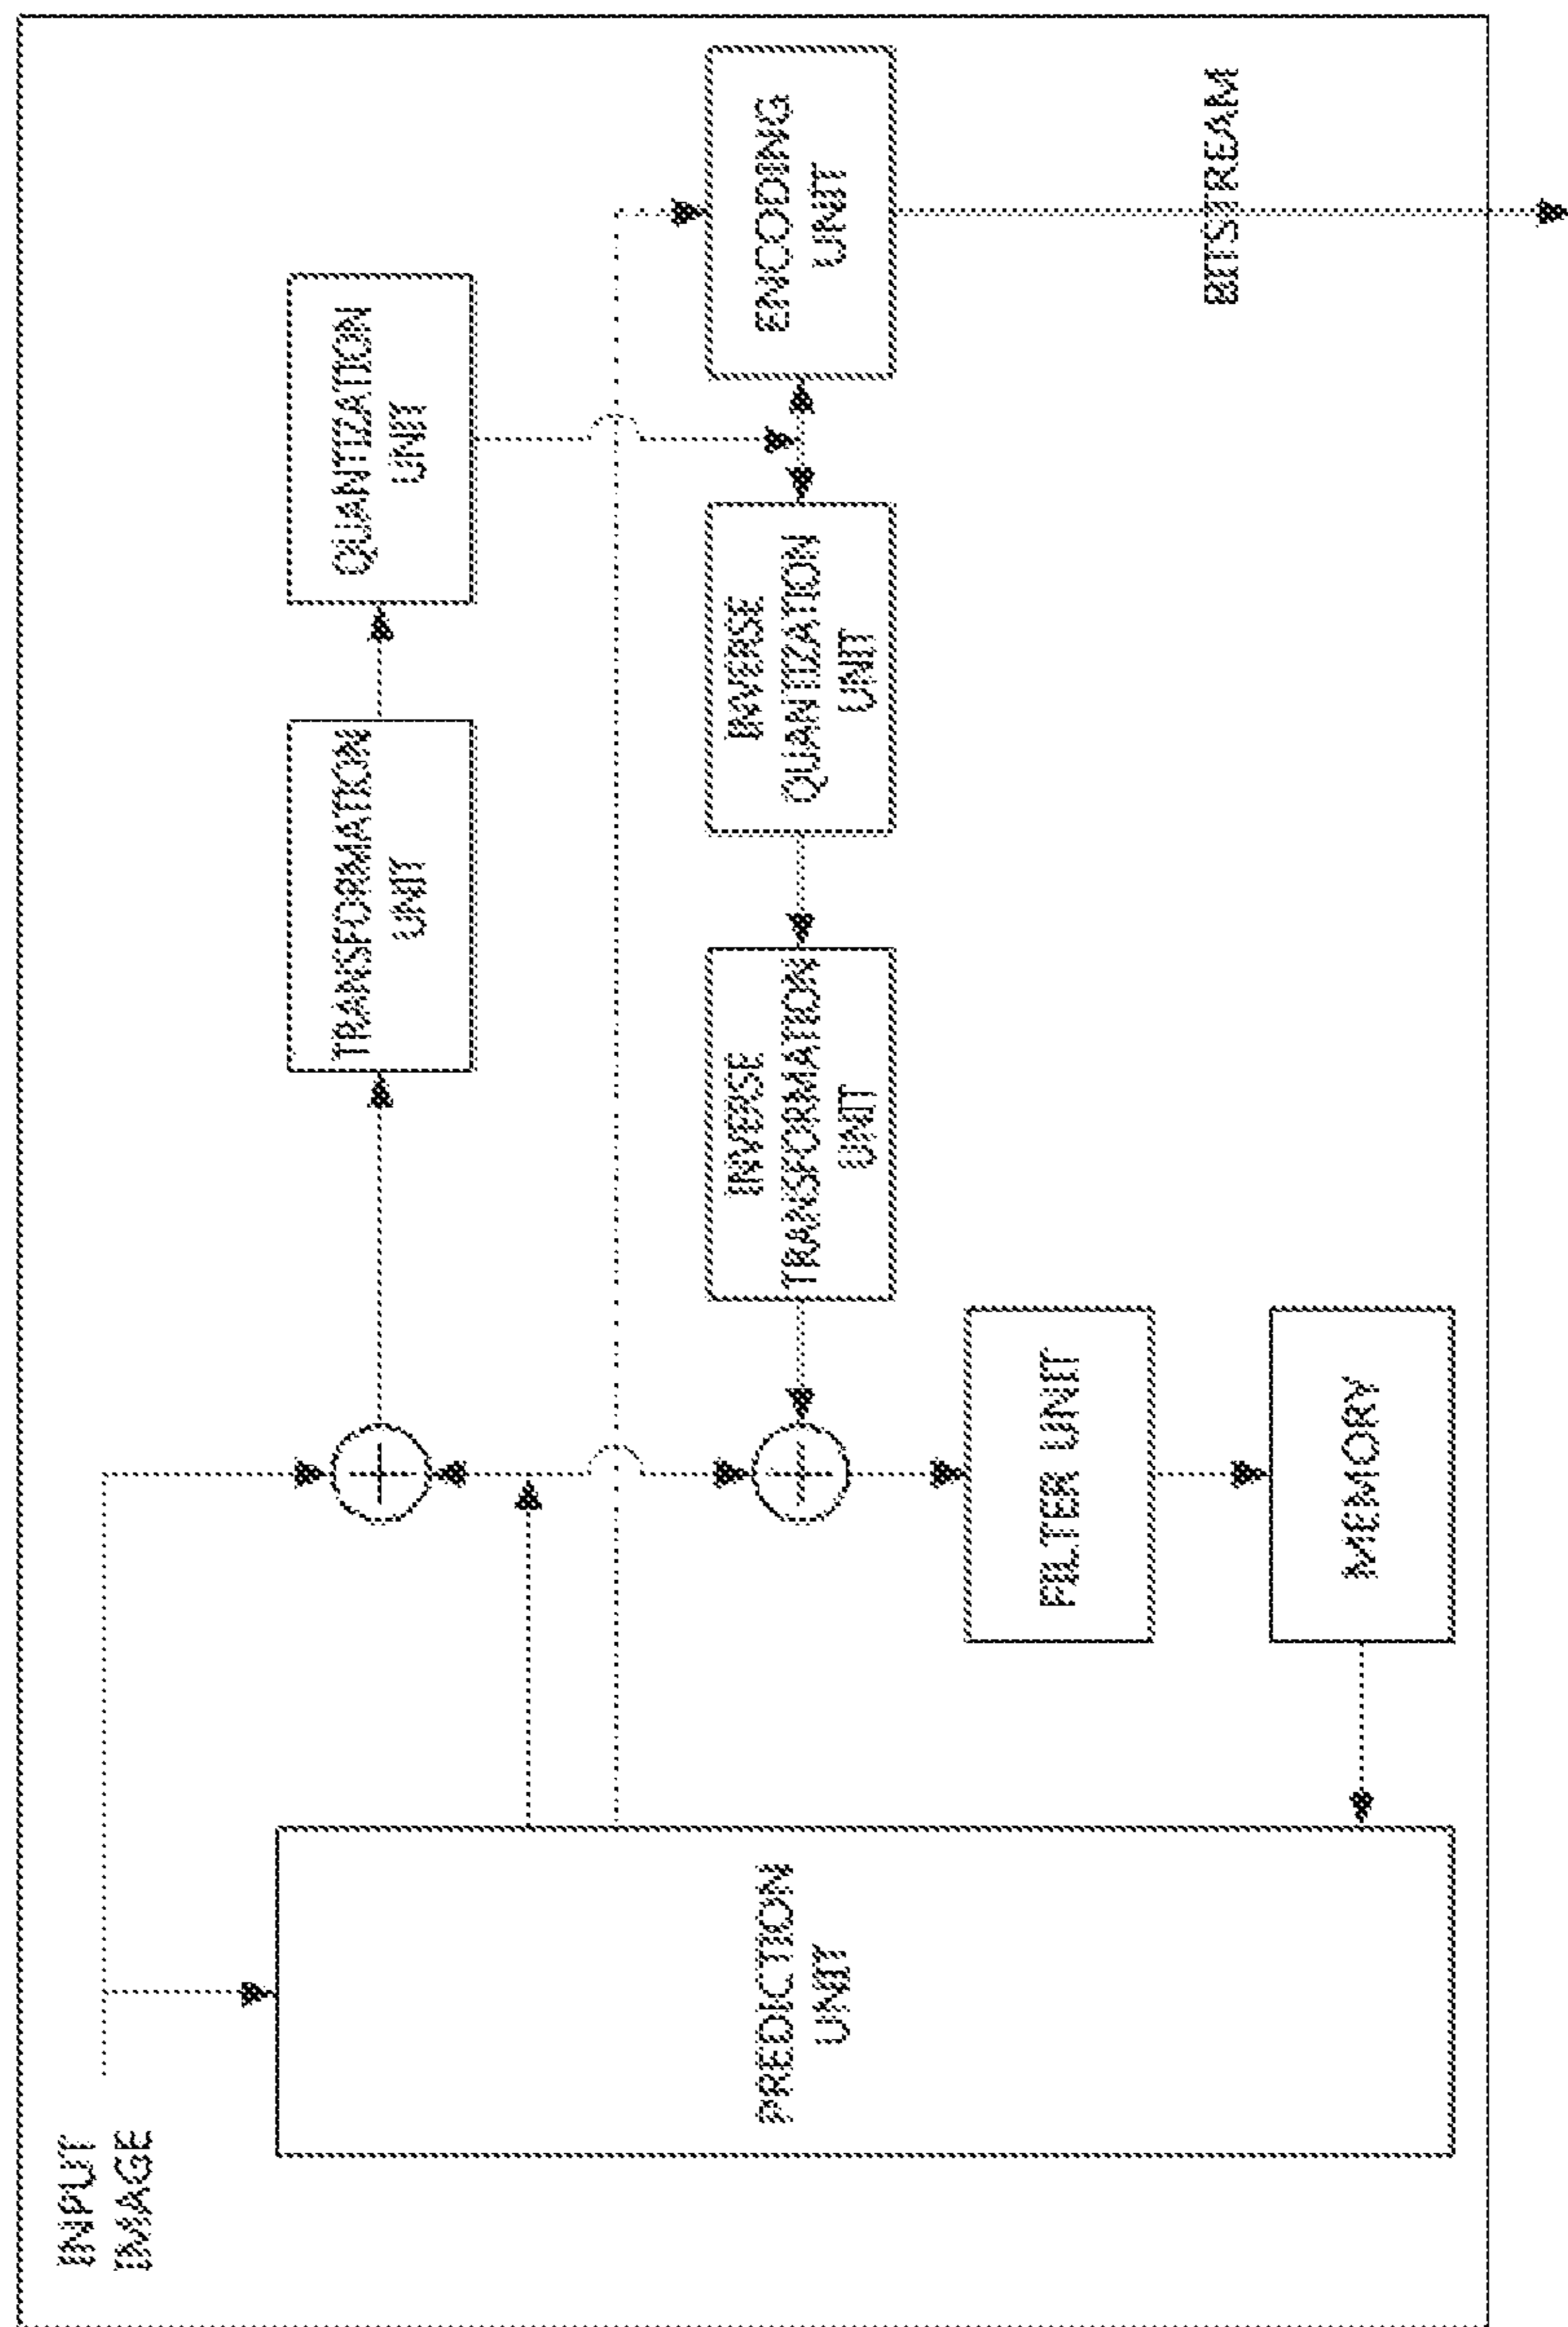 INPUT
IMAGE
PREDICTION
UNIT
TRANSFORMATION
UNIT
QUANTIZATION
UNIT
INVERSE
TRANSFORMATION
UNIT
INVERSE
QUANTIZATION
UNIT
ENCODING
UNIT
FILTER UNIT
MEMORY
BITSTREAM